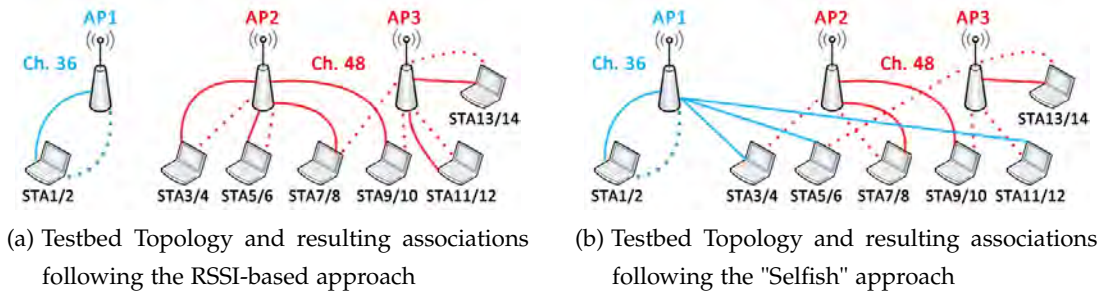 AP1
AP2
AP3
Ch. 36
Ch. 48
STA13/14
STA1/2
STA3/4
STA5/6
STA7/8
STA9/10
STA11/12
(a) Testbed Topology and resulting associations
following the RSSI-based approach
AP1
AP2
AP3
Ch. 36
Ch. 48
STA13/14
STA1/2
STA3/4
STA5/6
STA7/8
STA9/10
STA11/12
(b) Testbed Topology and resulting associations
following the "Selfish" approach